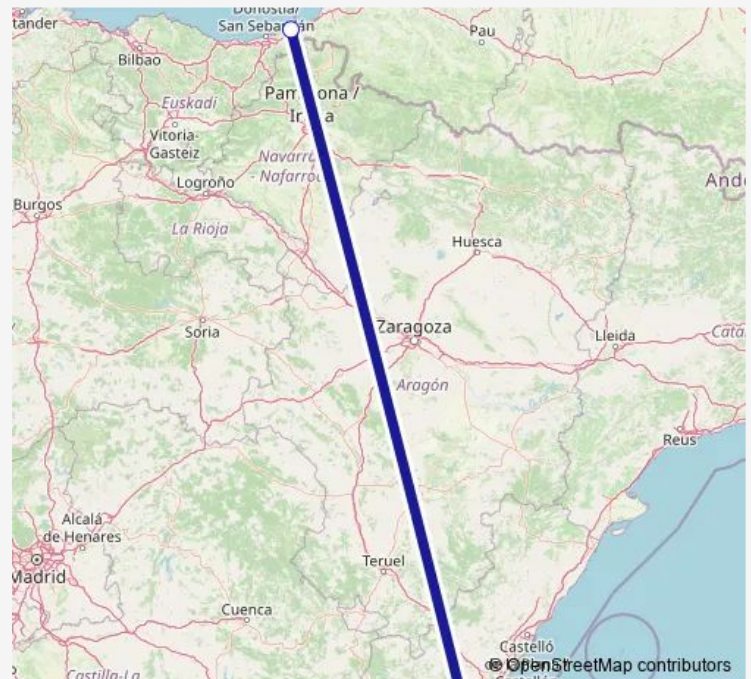 Donostia/
San Sebastián
tander
Bilbao
Pau
Euskadi
Pamplona /
Iruña
Vitoria-
Gasteiz
Navarra
- Nafarroa
Logroño
Ando
Burgos
La Rioja
Huesca
Soria
Zaragoza
Lleida
Cata
Aragón
Reus
Alcalá
de Henares
Madrid
Teruel
Cuenca
Castelló
Castilla-La
© OpenStreetMap contributors